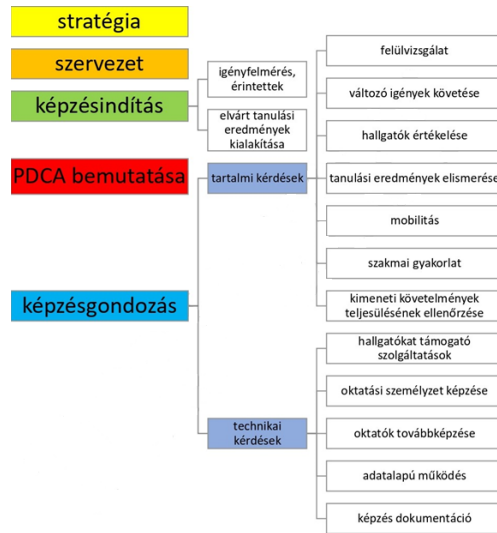 stratégia
szervezet
képzésindítás
PDCA bemutatása
képzésgondozás
igényfelmérés,
érintettek
elvárt tanulási
eredmények
kialakítása
tartalmi kérdések
technikai
kérdések
felülvizsgálat
változó igények követése
hallgatók értékelése
tanulási eredmények elismerése
mobilitás
szakmai gyakorlat
kimeneti követelmények
teljesülésének ellenőrzése
hallgatókat támogató
szolgáltatások
oktatási személyzet képzése
oktatók továbbképzése
adatalapú működés
képzés dokumentáció